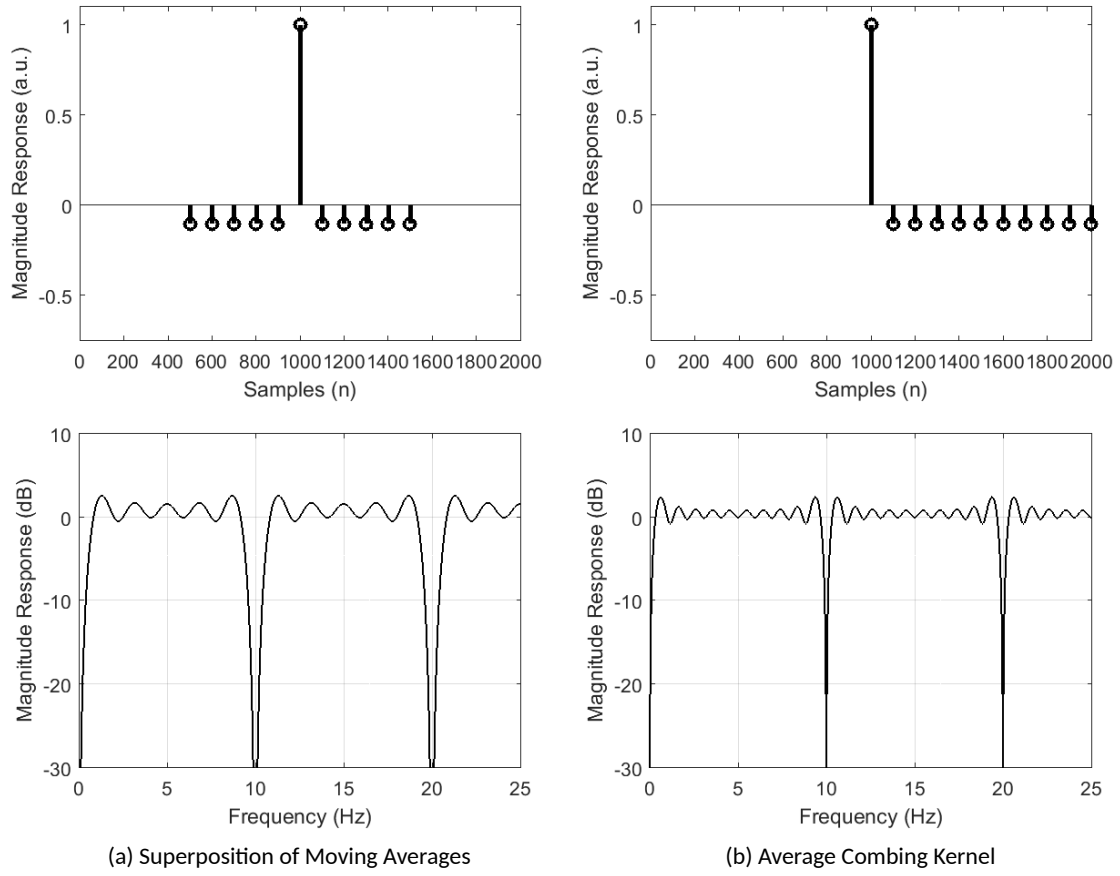 Magnitude Response (a.u.)
1
0.5
0
-0.5
0 200 400 600 800 1000 1200 1400 1600 1800 2000
Samples (n)
Magnitude Response (a.u.)
1
0.5
0
-0.5
0 200 400 600 800 1000 1200 1400 1600 1800 2000
Samples (n)
Magnitude Response (dB)
10
0
-10
-20
-30
0 5 10 15 20 25
Frequency (Hz)
(a) Superposition of Moving Averages
Magnitude Response (dB)
10
0
-10
-20
-30
0 5 10 15 20 25
Frequency (Hz)
(b) Average Combing Kernel